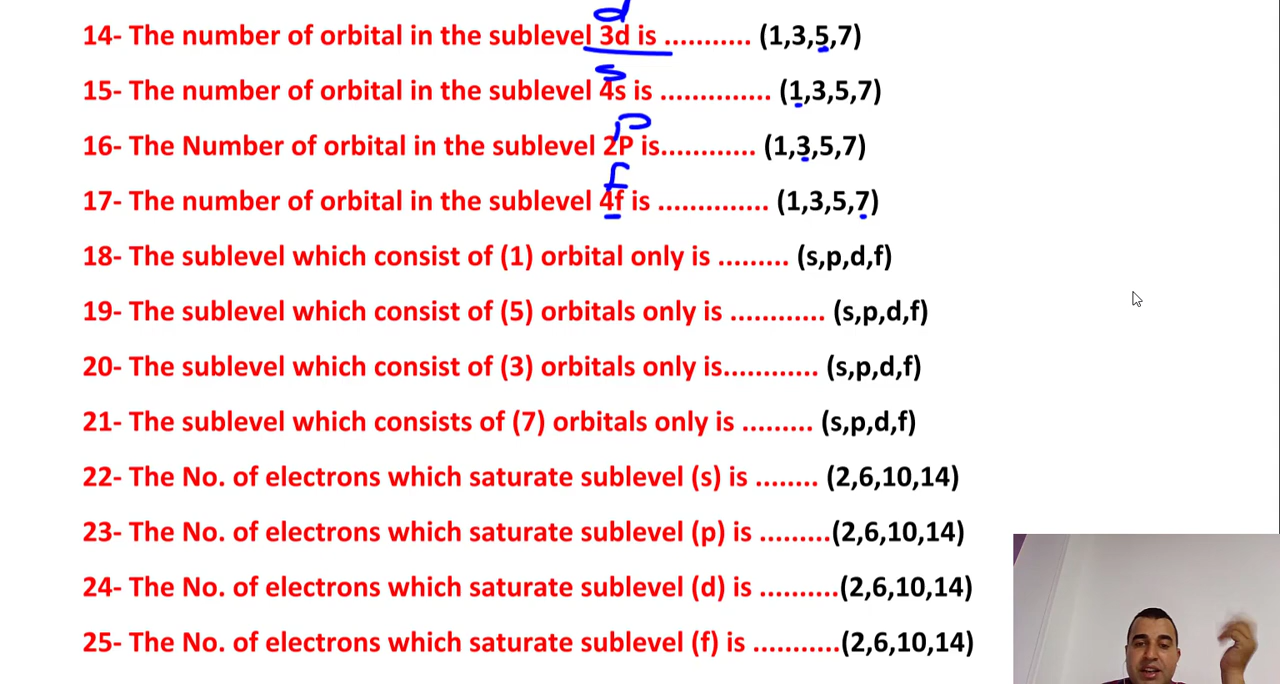 d
14- The number of orbital in the sublevel 3d is ........... (1,3,5,7)
s
15- The number of orbital in the sublevel 4s is .............. (1,3,5,7)
P
16- The Number of orbital in the sublevel 2P is............ (1,3,5,7)
f
17- The number of orbital in the sublevel 4f is .............. (1,3,5,7)
18- The sublevel which consist of (1) orbital only is ......... (s,p,d,f)
19- The sublevel which consist of (5) orbitals only is ............ (s,p,d,f)
20- The sublevel which consist of (3) orbitals only is............ (s,p,d,f)
21- The sublevel which consists of (7) orbitals only is ......... (s,p,d,f)
22- The No. of electrons which saturate sublevel (s) is ........ (2,6,10,14)
23- The No. of electrons which saturate sublevel (p) is .........(2,6,10,14)
24- The No. of electrons which saturate sublevel (d) is ..........(2,6,10,14)
25- The No. of electrons which saturate sublevel (f) is ...........(2,6,10,14)